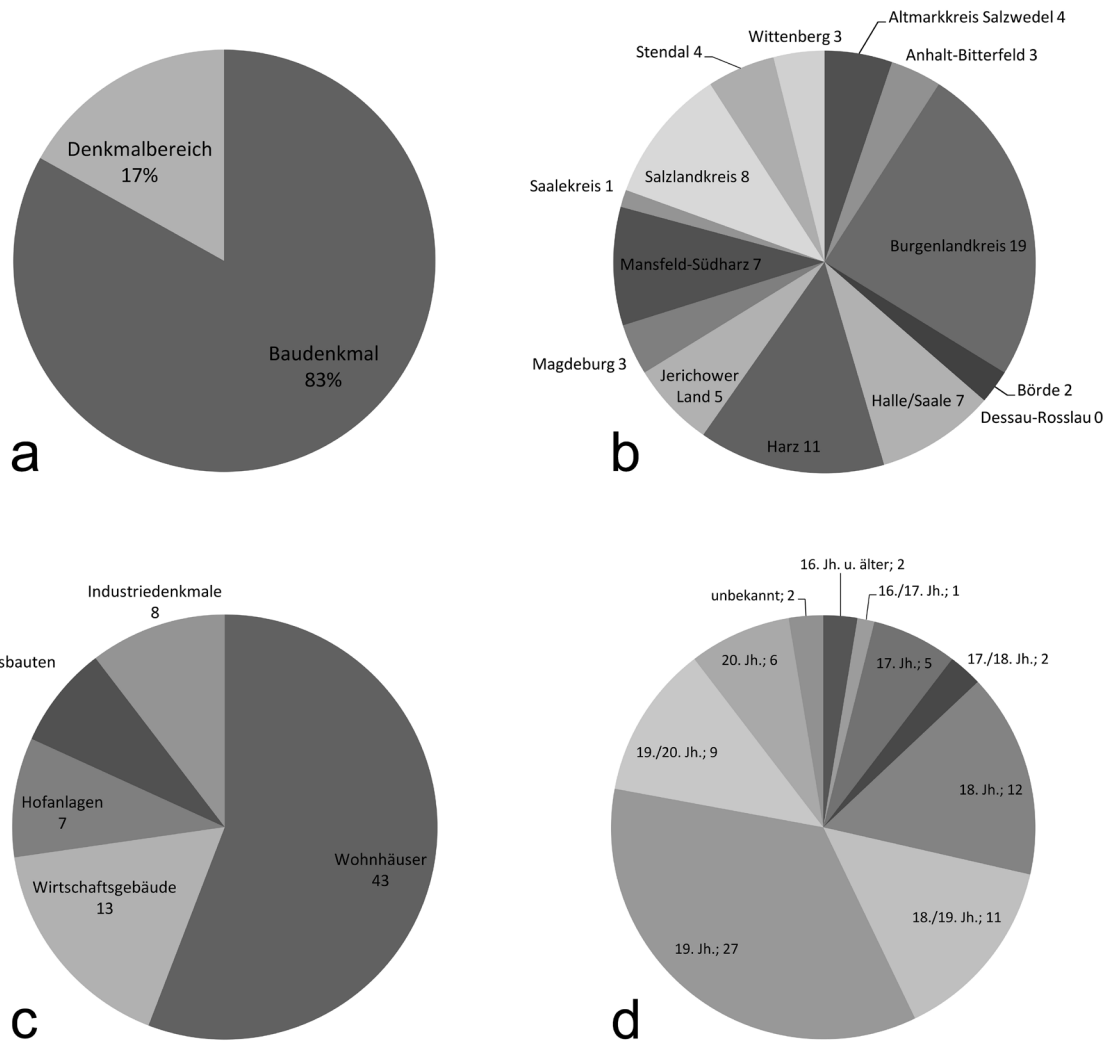 Denkmalbereich
17%
Baudenkmal
83%
a
Wittenberg 3
Altmarkkreis Salzwedel 4
Stendal 4
Anhalt-Bitterfeld 3
Salzlandkreis 8
Saalekreis 1
Burgenlandkreis 19
Mansfeld-Südharz 7
Magdeburg 3
Jerichower
Land 5
Börde 2
Halle/Saale 7
Dessau-Rosslau 0
Harz 11
b
Industriedenkmale
8
sbauten
Hofanlagen
7
Wohnhäuser
43
Wirtschaftsgebäude
13
c
16. Jh. u. älter; 2
unbekannt; 2
16./17. Jh.; 1
20. Jh.; 6
17. Jh.; 5
17./18. Jh.; 2
19./20. Jh.; 9
18. Jh.; 12
18./19. Jh.; 11
19. Jh.; 27
d